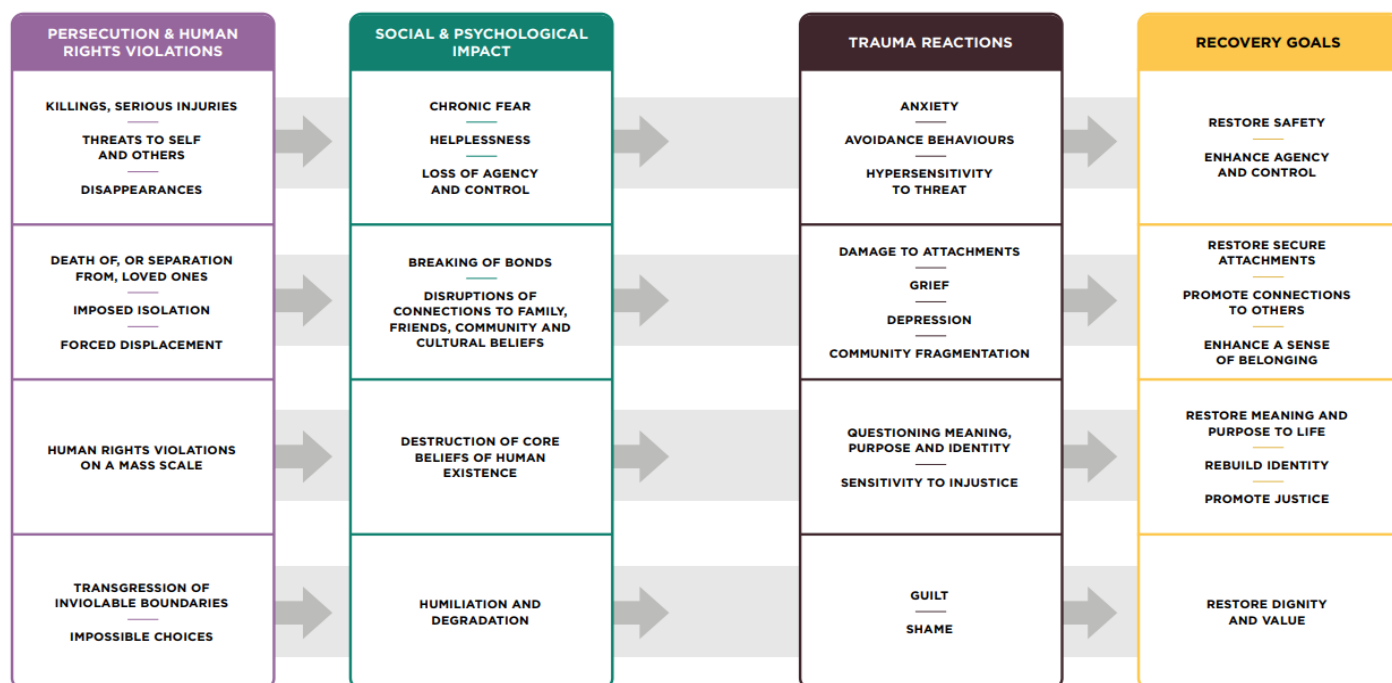 PERSECUTION & HUMAN
RIGHTS VIOLATIONS
SOCIAL & PSYCHOLOGICAL
IMPACT
TRAUMA REACTIONS
RECOVERY GOALS
KILLINGS, SERIOUS INJURIES
THREATS TO SELF
AND OTHERS
DISAPPEARANCES
CHRONIC FEAR
HELPLESSNESS
LOSS OF AGENCY
AND CONTROL
ANXIETY
AVOIDANCE BEHAVIOURS
HYPERSENSITIVITY
TO THREAT
RESTORE SAFETY
ENHANCE AGENCY
AND CONTROL
DEATH OF, OR SEPARATION
FROM, LOVED ONES
IMPOSED ISOLATION
FORCED DISPLACEMENT
BREAKING OF BONDS
DISRUPTIONS OF
CONNECTIONS TO FAMILY,
FRIENDS, COMMUNITY AND
CULTURAL BELIEFS
DAMAGE TO ATTACHMENTS
GRIEF
DEPRESSION
COMMUNITY FRAGMENTATION
RESTORE SECURE
ATTACHMENTS
PROMOTE CONNECTIONS
TO OTHERS
ENHANCE A SENSE
OF BELONGING
HUMAN RIGHTS VIOLATIONS
ON A MASS SCALE
DESTRUCTION OF CORE
BELIEFS OF HUMAN
EXISTENCE
QUESTIONING MEANING,
PURPOSE AND IDENTITY
SENSITIVITY TO INJUSTICE
RESTORE MEANING AND
PURPOSE TO LIFE
REBUILD IDENTITY
PROMOTE JUSTICE
TRANSGRESSION OF
INVIOLABLE BOUNDARIES
IMPOSSIBLE CHOICES
HUMILIATION AND
DEGRADATION
GUILT
SHAME
RESTORE DIGNITY
AND VALUE